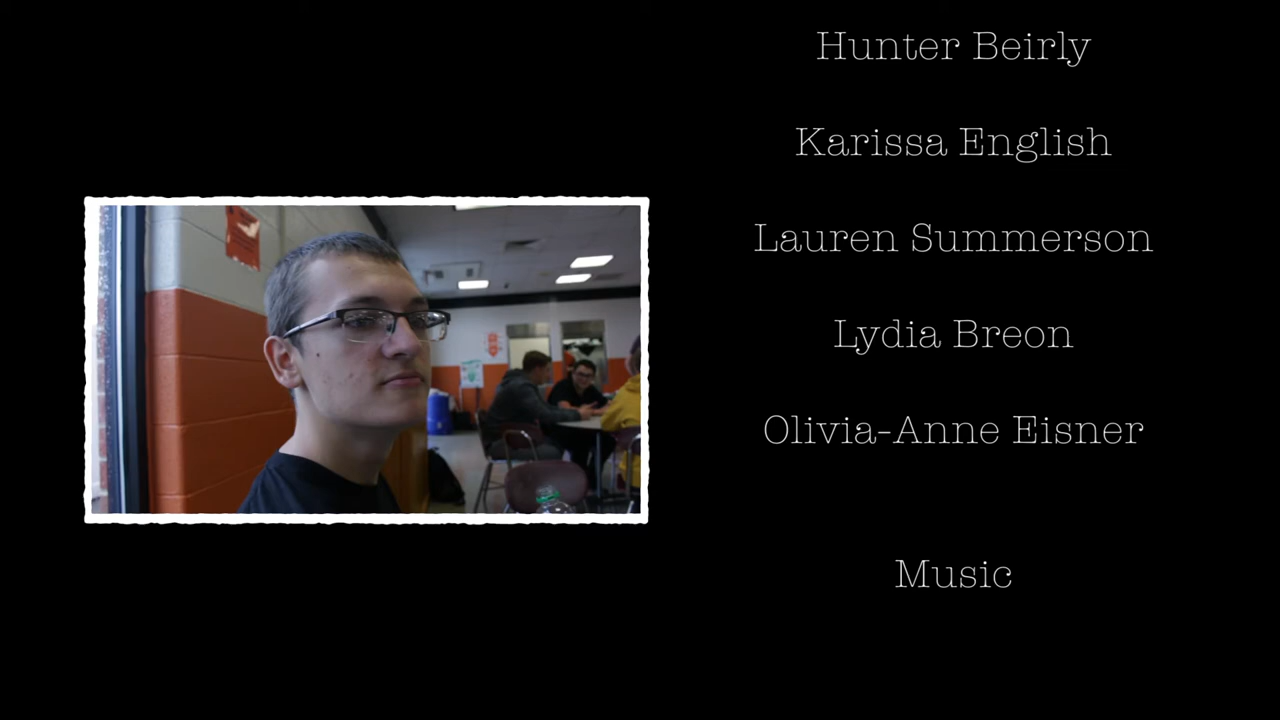 Hunter Beirly
Karissa English
Lauren Summerson
Lydia Breon
Olivia-Anne Eisner
Music